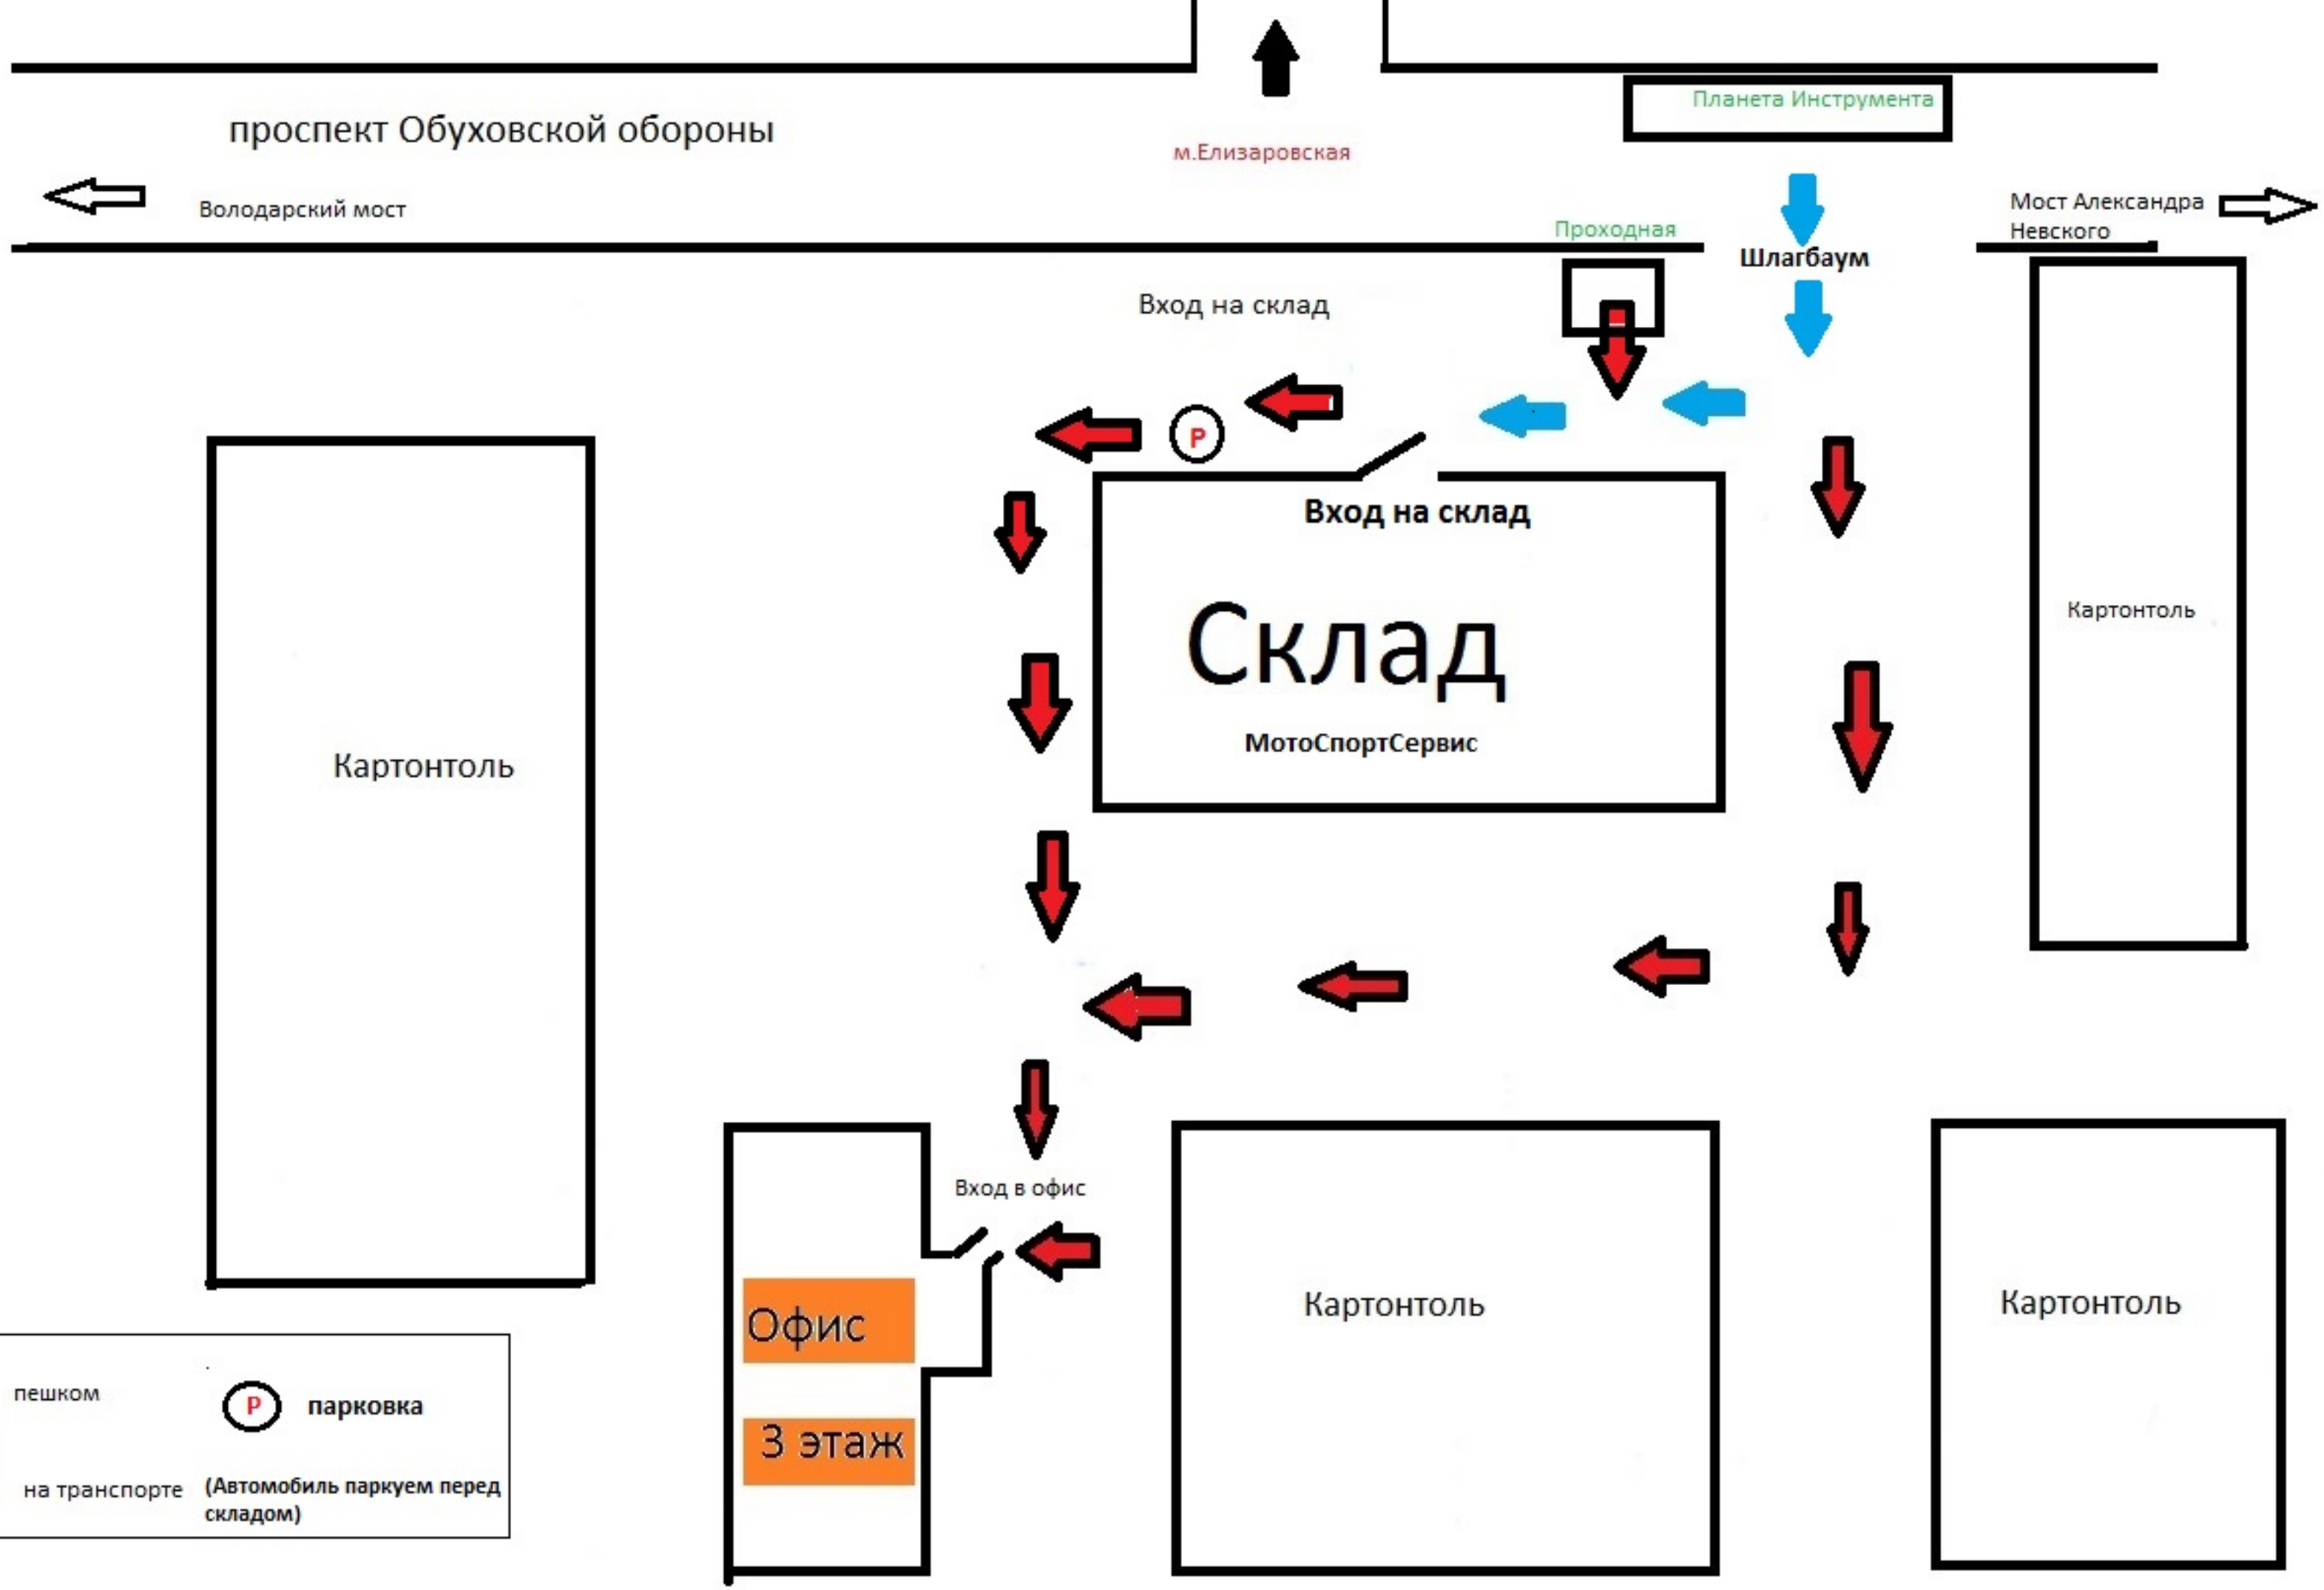 Планета Инструмента
проспект Обуховской обороны
м.Елизаровская
Володарский мост
Мост Александра
Невского
Проходная
Шлагбаум
Вход на склад
P
Вход на склад
Склад
МотоСпортСервис
Картонтоль
Картонтоль
Вход в офис
Офис
3 этаж
Картонтоль
Картонтоль
пешком
P парковка
на транспорте
(Автомобиль паркуем перед
складом)